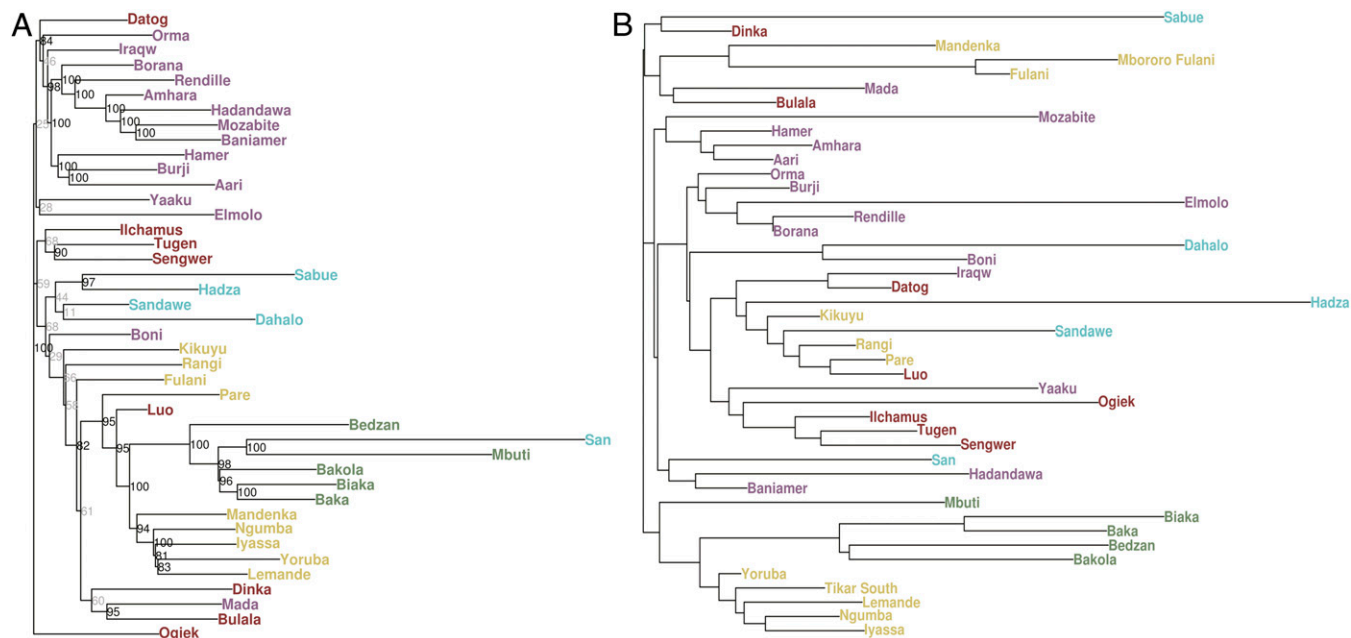 A
Datog
84
Orma
Iraqw
46
Borana
100
Rendille
98
100
Amhara
100
Hadandawa
25
100
100
Mozabite
100
Baniamer
Hamer
100
Burji
100
Aari
Yaaku
28
Elmolo
Ilchamus
68
Tugen
90
Sengwer
Sabue
59
97
Hadza
44
Sandawe
11
Dahalo
68
Boni
100
29
Kikuyu
Rangi
66
Fulani
Pare
58
Luo
95
Bedzan
82
95
100
San
100
Mbuti
98
Bakola
96
Biaka
100
Baka
100
Mandenka
61
94
Ngumba
100
Iyassa
81
Yoruba
83
Lemande
Dinka
60
Mada
95
Bulala
Ogiek
B
Sabue
Dinka
Mandenka
Mbororo Fulani
Fulani
Mada
Bulala
Mozabite
Hamer
Amhara
Aari
Orma
Burji
Elmolo
Rendille
Borana
Dahalo
Boni
Iraqw
Datog
Hadza
Kikuyu
Sandawe
Rangi
Pare
Luo
Yaaku
Ogiek
Ilchamus
Tugen
Sengwer
San
Hadandawa
Baniamer
Mbuti
Biaka
Baka
Bedzan
Bakola
Yoruba
Tikar South
Lemande
Ngumba
Iyassa